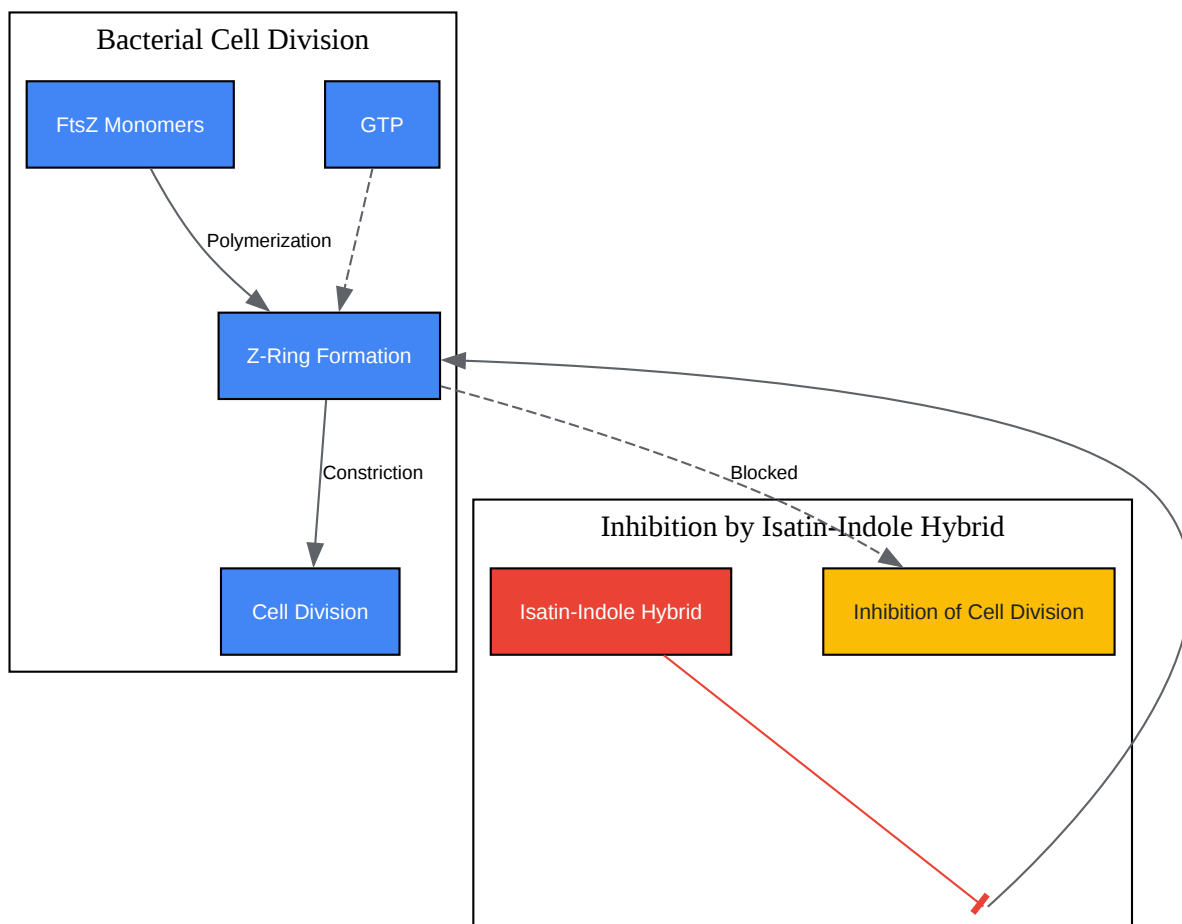 Bacterial Cell Division
FtsZ Monomers
GTP
Polymerization
Z-Ring Formation
Constriction
Blocked
Cell Division
Inhibition by Isatin-Indole Hybrid
Isatin-Indole Hybrid
Inhibition of Cell Division